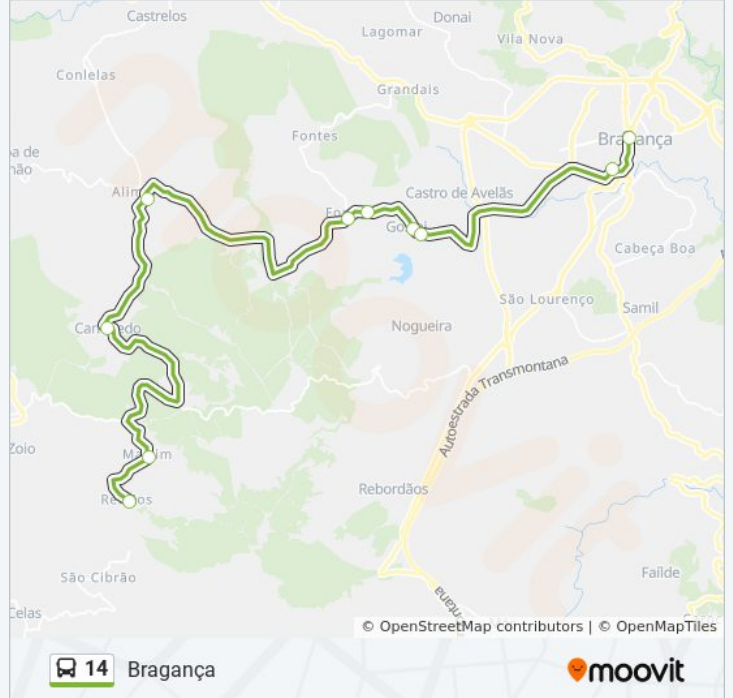 Castrelos
Donai
Lagomar
Vila Nova
Conlelas
Grandais
Fontes
Bragança
Castro de Avelãs
Cabeça Boa
São Lourenço
Samil
Nogueira
Autoestrada Transmontana
Zoio
Rebordãos
São Cibrão
Faílde
Celas
© OpenStreetMap contributors | © OpenMapTiles
14 Bragança
moovit